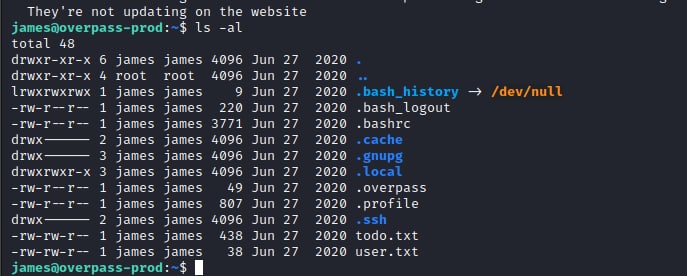 They're not updating on the website
james@overpass-prod:~$ ls -al
total 48
drwxr-xr-x 6 james james 4096 Jun 27  2020 .
drwxr-xr-x 4 root  root  4096 Jun 27  2020 ..
lrwxrwxrwx 1 james james    9 Jun 27  2020 .bash_history -> /dev/null
-rw-r--r-- 1 james james  220 Jun 27  2020 .bash_logout
-rw-r--r-- 1 james james 3771 Jun 27  2020 .bashrc
drwx------ 2 james james 4096 Jun 27  2020 .cache
drwx------ 3 james james 4096 Jun 27  2020 .gnupg
drwxrwxr-x 3 james james 4096 Jun 27  2020 .local
-rw-r--r-- 1 james james   49 Jun 27  2020 .overpass
-rw-r--r-- 1 james james  807 Jun 27  2020 .profile
drwx------ 2 james james 4096 Jun 27  2020 .ssh
-rw-rw-r-- 1 james james  438 Jun 27  2020 todo.txt
-rw-rw-r-- 1 james james   38 Jun 27  2020 user.txt
james@overpass-prod:~$